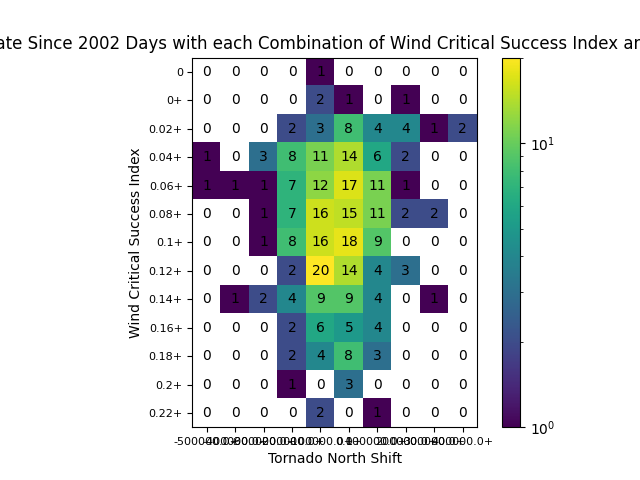 ate Since 2002 Days with each Combination of Wind Critical Success Index
Wind Critical Success Index
0 0 0 0 0 1 0 0 0 0 0
0+ 0 0 0 0 2 1 0 1 0 0
0.02+ 0 0 0 2 3 8 4 4 1 2
0.04+ 1 0 3 8 11 14 6 2 0 0
0.06+ 1 1 1 7 12 17 11 1 0 0
0.08+ 0 0 1 7 16 15 11 2 2 0
0.1+ 0 0 1 8 16 18 9 0 0 0
0.12+ 0 0 0 2 20 14 4 3 0 0
0.14+ 0 1 2 4 9 9 4 0 1 0
0.16+ 0 0 0 2 6 5 4 0 0 0
0.18+ 0 0 0 2 4 8 3 0 0 0
0.2+ 0 0 0 1 0 3 0 0 0 0
0.22+ 0 0 0 0 2 0 1 0 0 0
Tornado North Shift
10¹
10⁰